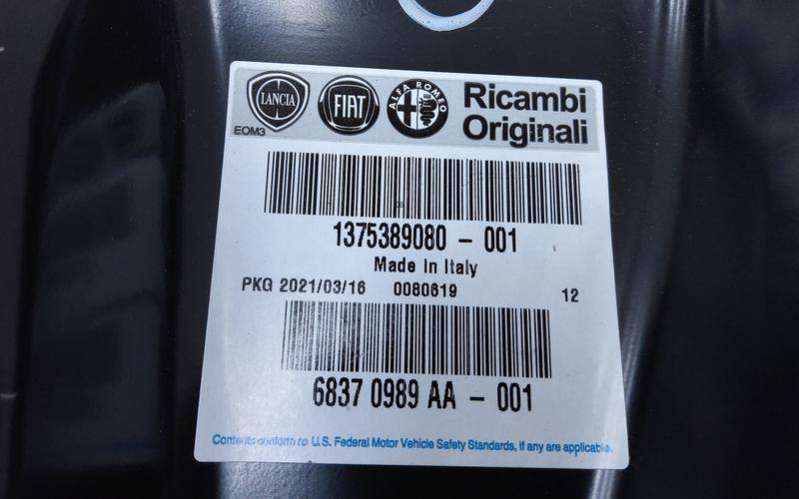 LANCIA
FIAT
ALFA ROMEO
Ricambi
Originali
EOM3
1375389080 - 001
Made In Italy
PKG 2021/03/16 0080619 12
6837 0989 AA - 001
Contents conform to U.S. Federal Motor Vehicle Safety Standards, if any are applicable.